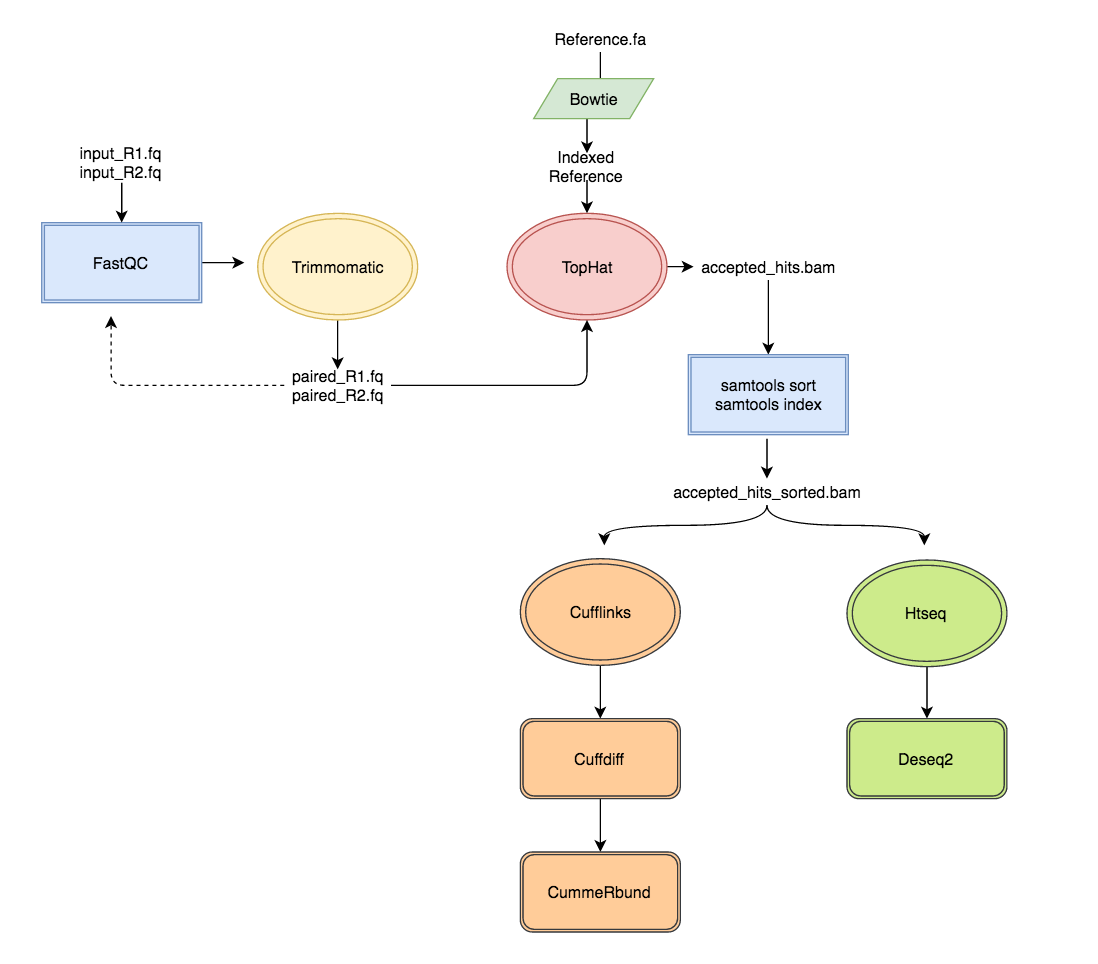 Reference.fa
Bowtie
input_R1.fq
input_R2.fq
Indexed
Reference
FastQC
Trimmomatic
TopHat
accepted_hits.bam
paired_R1.fq
paired_R2.fq
samtools sort
samtools index
accepted_hits_sorted.bam
Cufflinks
Htseq
Cuffdiff
Deseq2
CummeRbund